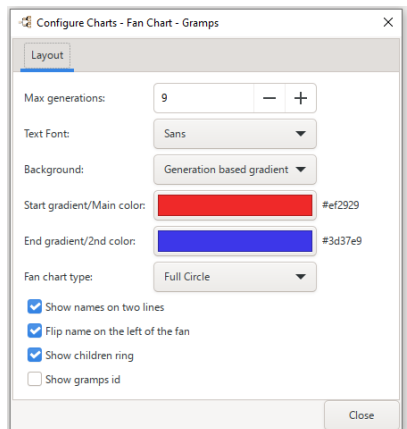 Configure Charts - Fan Chart - Gramps
Layout
Max generations: 9
Text Font: Sans
Background: Generation based gradient
Start gradient/Main color: #ef2929
End gradient/2nd color: #3d37e9
Fan chart type: Full Circle
Show names on two lines
Flip name on the left of the fan
Show children ring
Show gramps id
Close